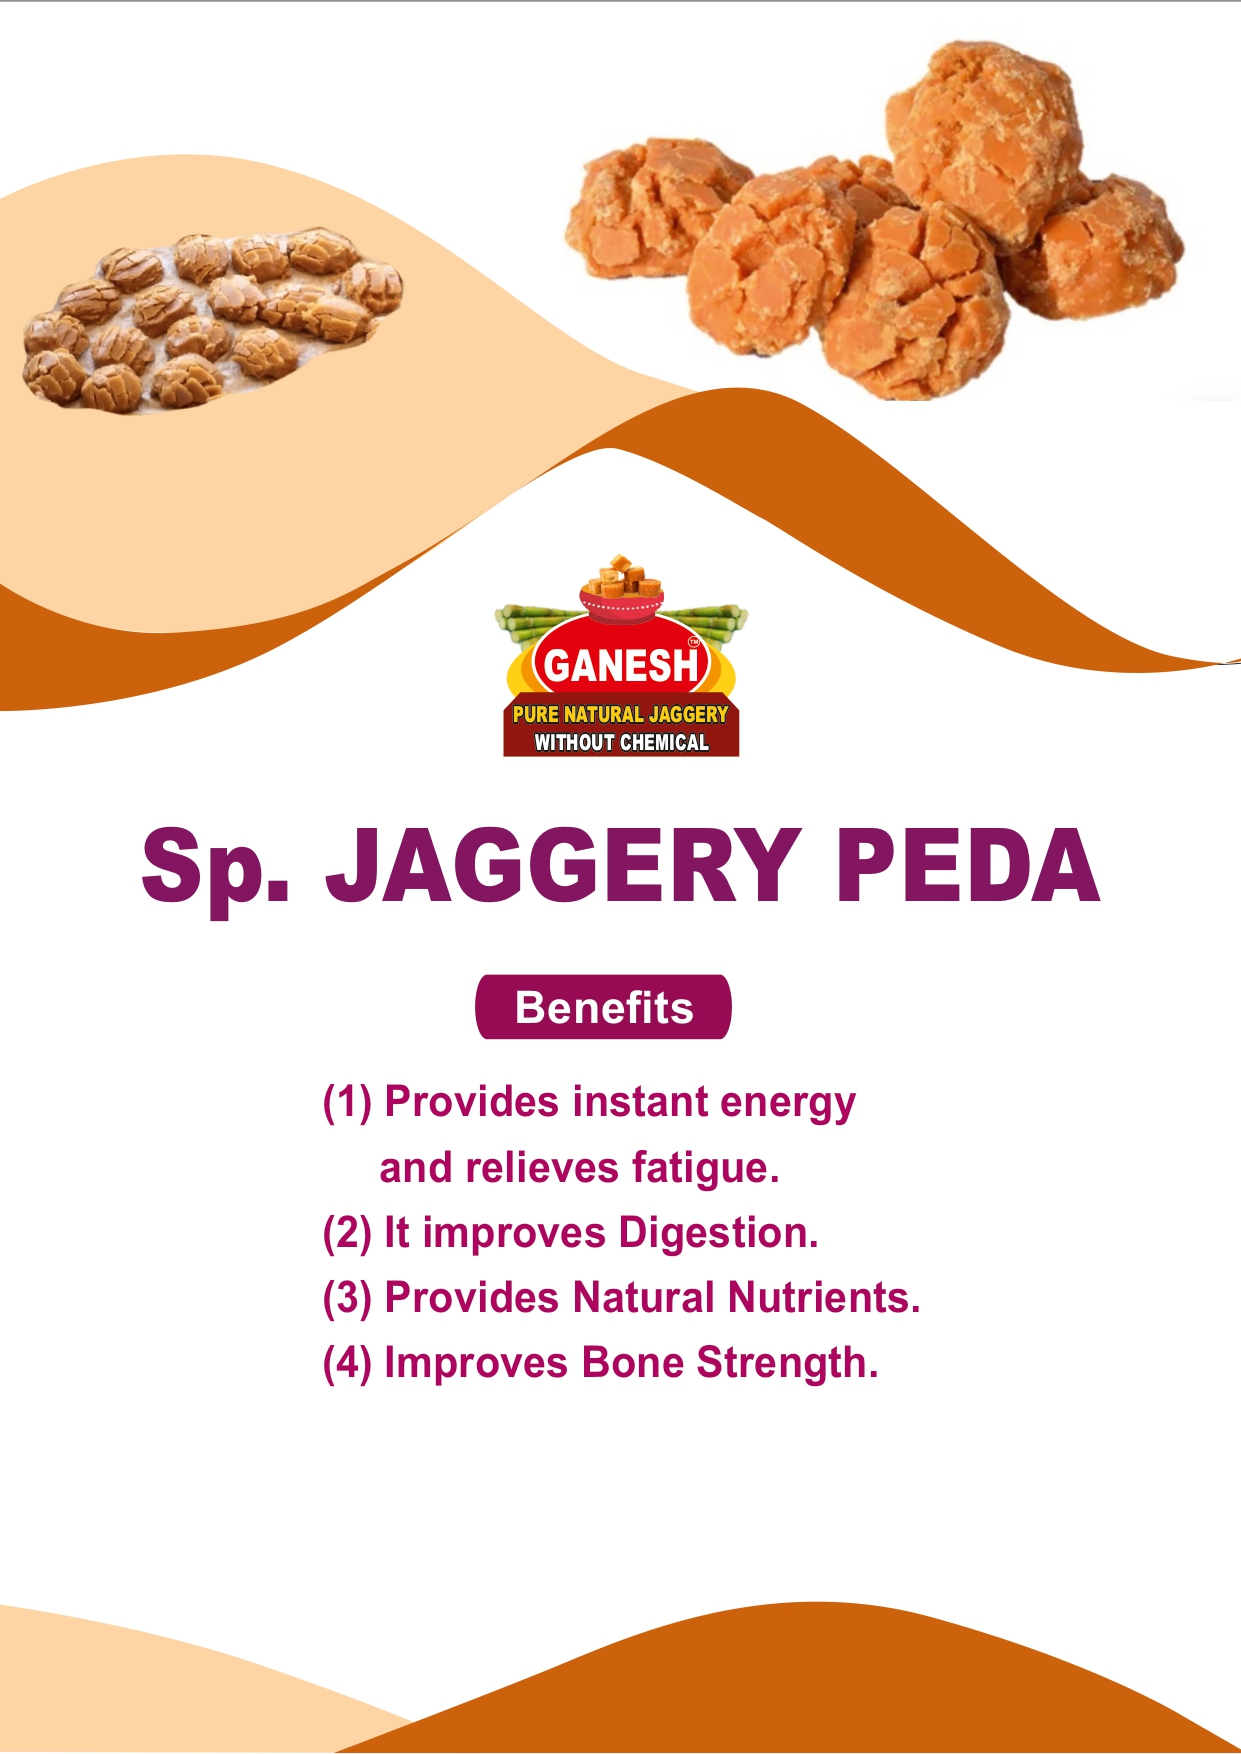 GANESH
TM
PURE NATURAL JAGGERY
WITHOUT CHEMICAL
Sp. JAGGERY PEDA
Benefits
(1) Provides instant energy
and relieves fatigue.
(2) It improves Digestion.
(3) Provides Natural Nutrients.
(4) Improves Bone Strength.